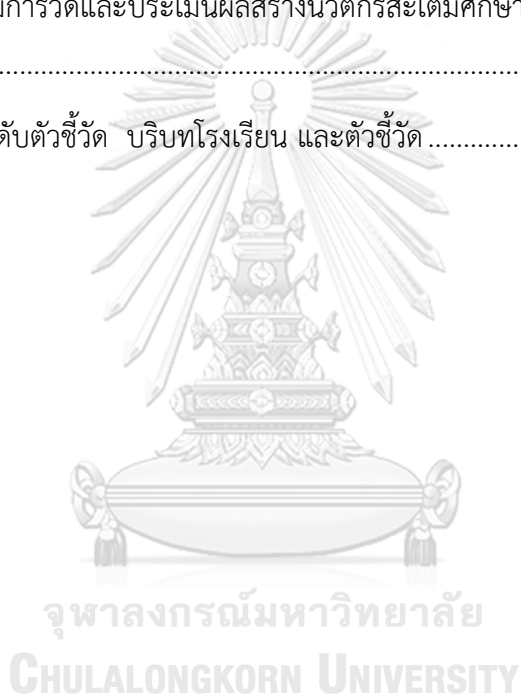 มการวัดและประเมินผลสร้างนวัตกรสะเต็มศึกษา
....................................................................................
ดับตัวชี้วัด บริบทโรงเรียน และตัวชี้วัด ..............
จุฬาลงกรณ์มหาวิทยาลัย
CHULALONGKORN UNIVERSITY